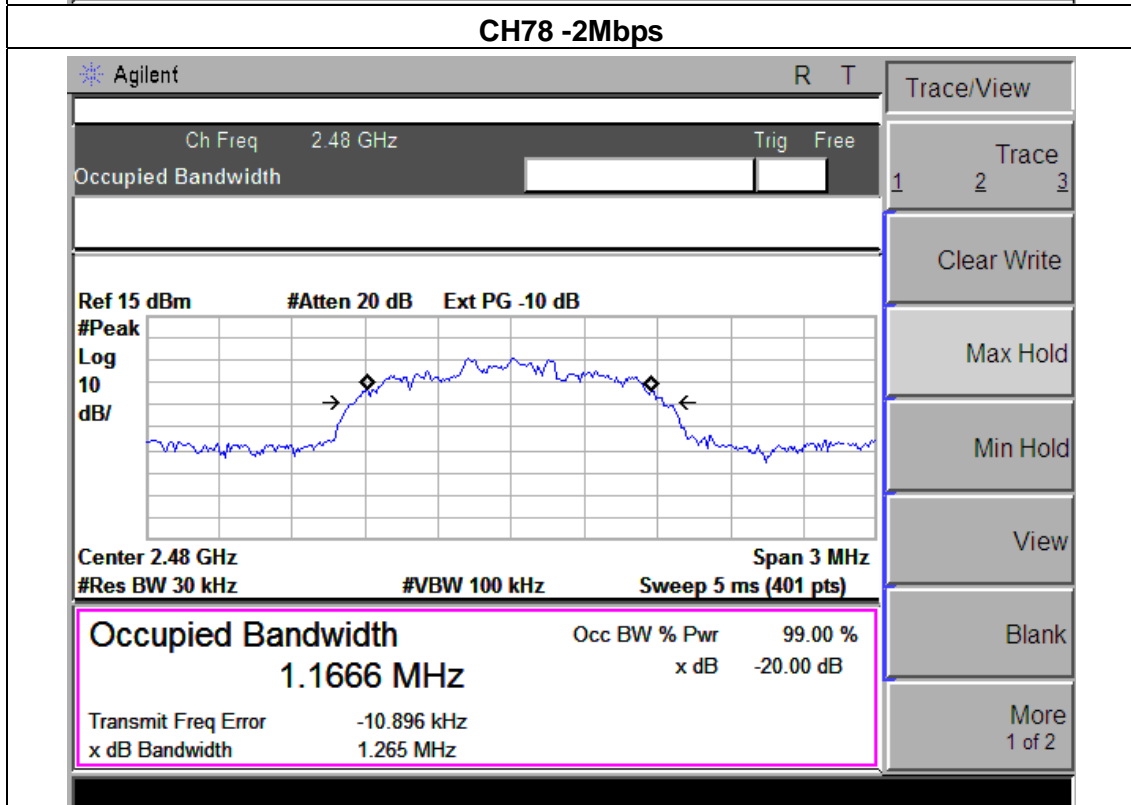 CH78 -2Mbps
Agilent R T
Ch Freq 2.48 GHz Trig Free
Occupied Bandwidth
Ref 15 dBm #Atten 20 dB Ext PG -10 dB
#Peak
Log
10
dB/
Center 2.48 GHz Span 3 MHz
#Res BW 30 kHz #VBW 100 kHz Sweep 5 ms (401 pts)
Occupied Bandwidth Occ BW % Pwr 99.00 %
1.1666 MHz x dB -20.00 dB
Transmit Freq Error -10.896 kHz
x dB Bandwidth 1.265 MHz
Trace/View
Trace
1 2 3
Clear Write
Max Hold
Min Hold
View
Blank
More
1 of 2